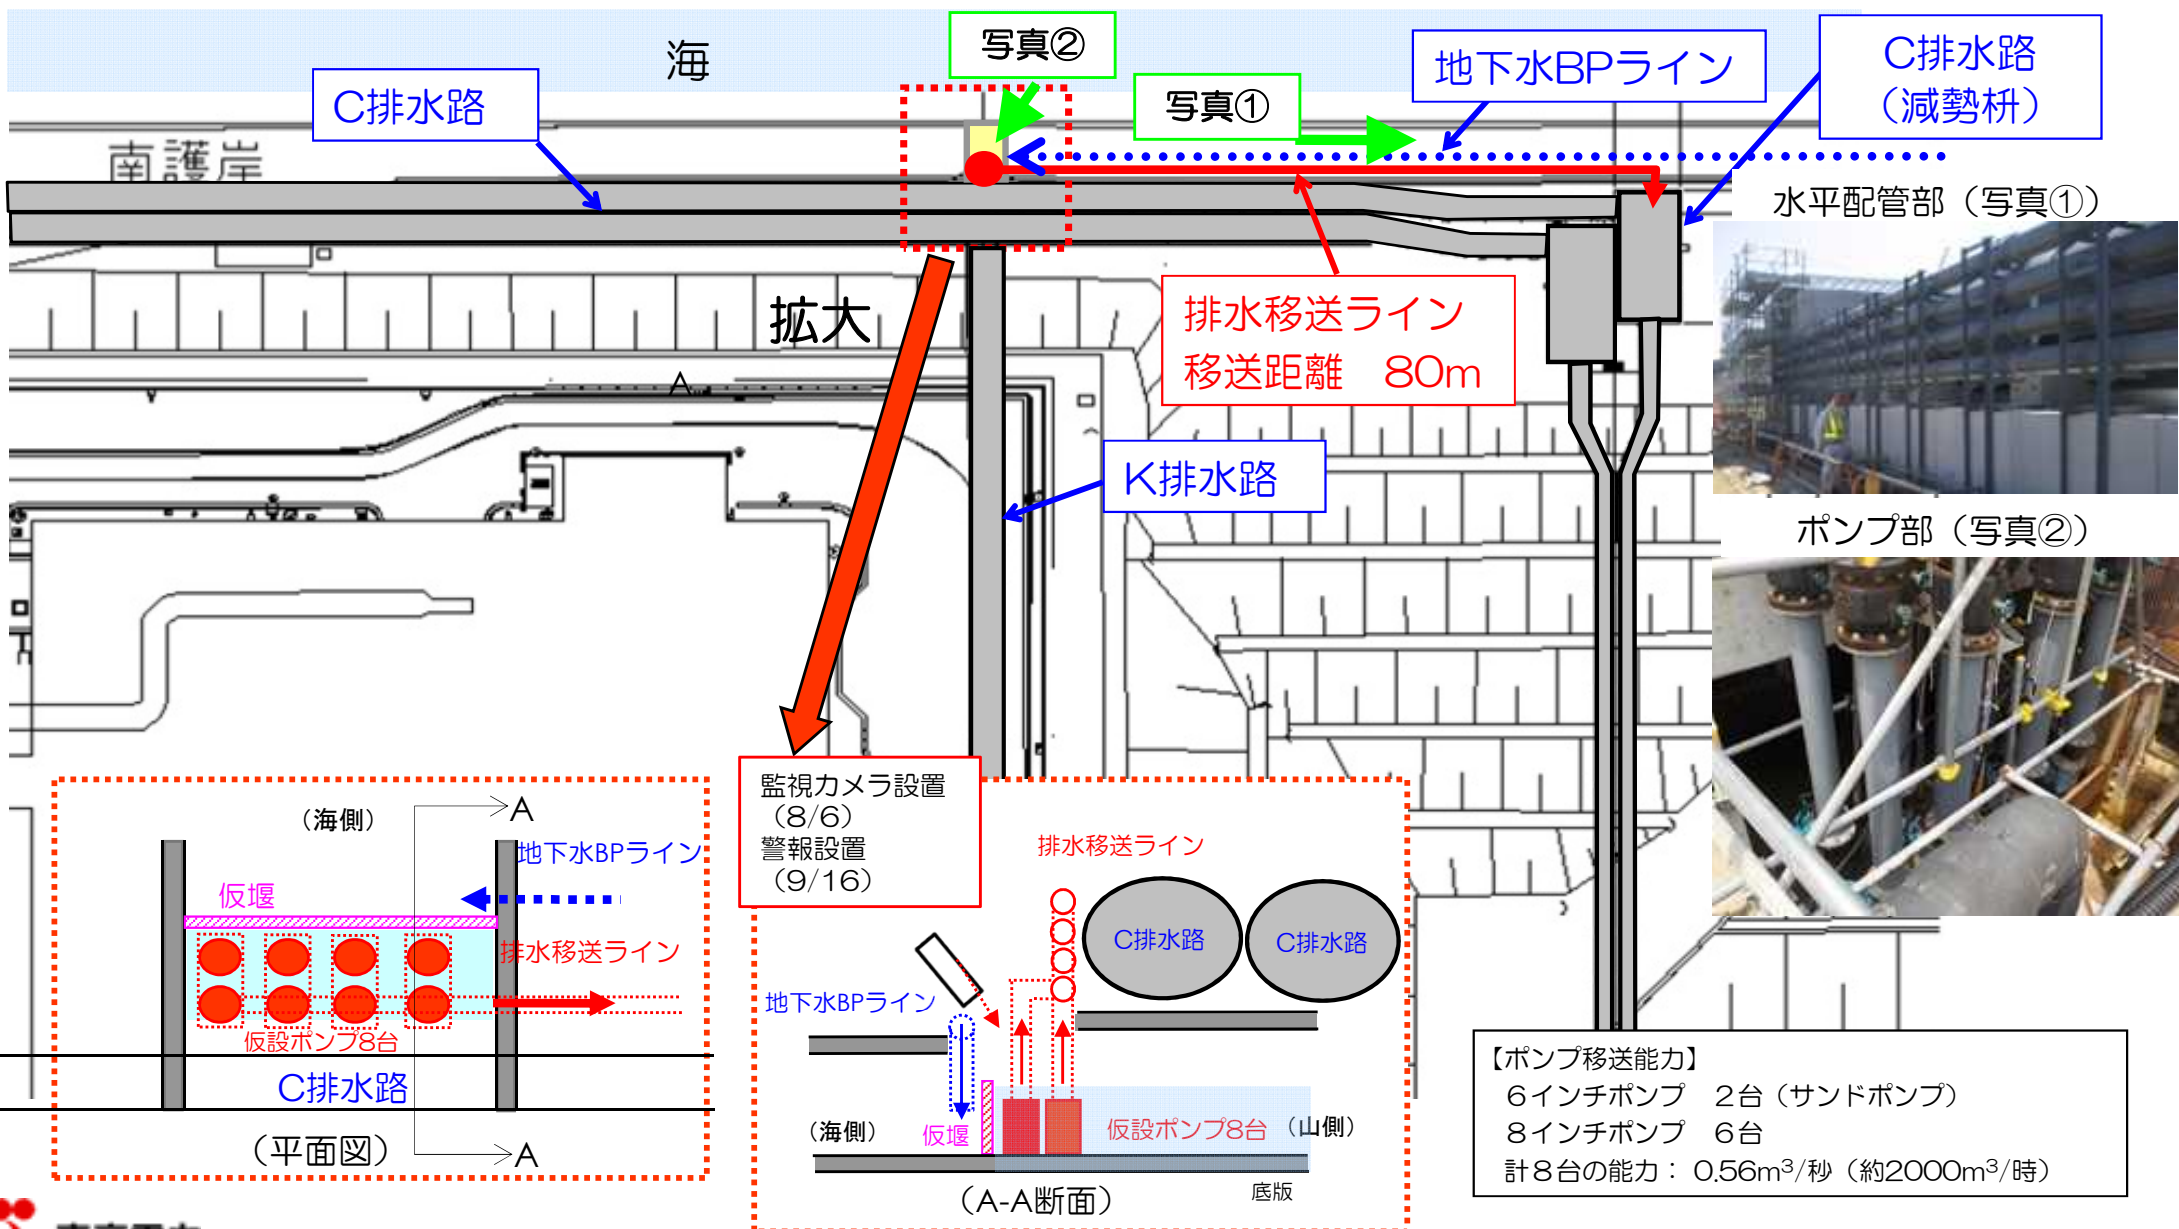 海
写真②
写真①
地下水BPライン
C排水路
（減勢枡）
C排水路
南護岸
水平配管部（写真①）
拡大
排水移送ライン
移送距離　80m
A
K排水路
ポンプ部（写真②）
監視カメラ設置
（8/6）
警報設置
（9/16）
（海側）
A
地下水BPライン
仮堰
排水移送ライン
仮設ポンプ8台
C排水路
（平面図）
A
排水移送ライン
C排水路
C排水路
地下水BPライン
（海側）
仮堰
仮設ポンプ8台
（山側）
（A-A断面）
底版
【ポンプ移送能力】
6インチポンプ　2台（サンドポンプ）
8インチポンプ　6台
計8台の能力： 0.56m³/秒（約2000m³/時）